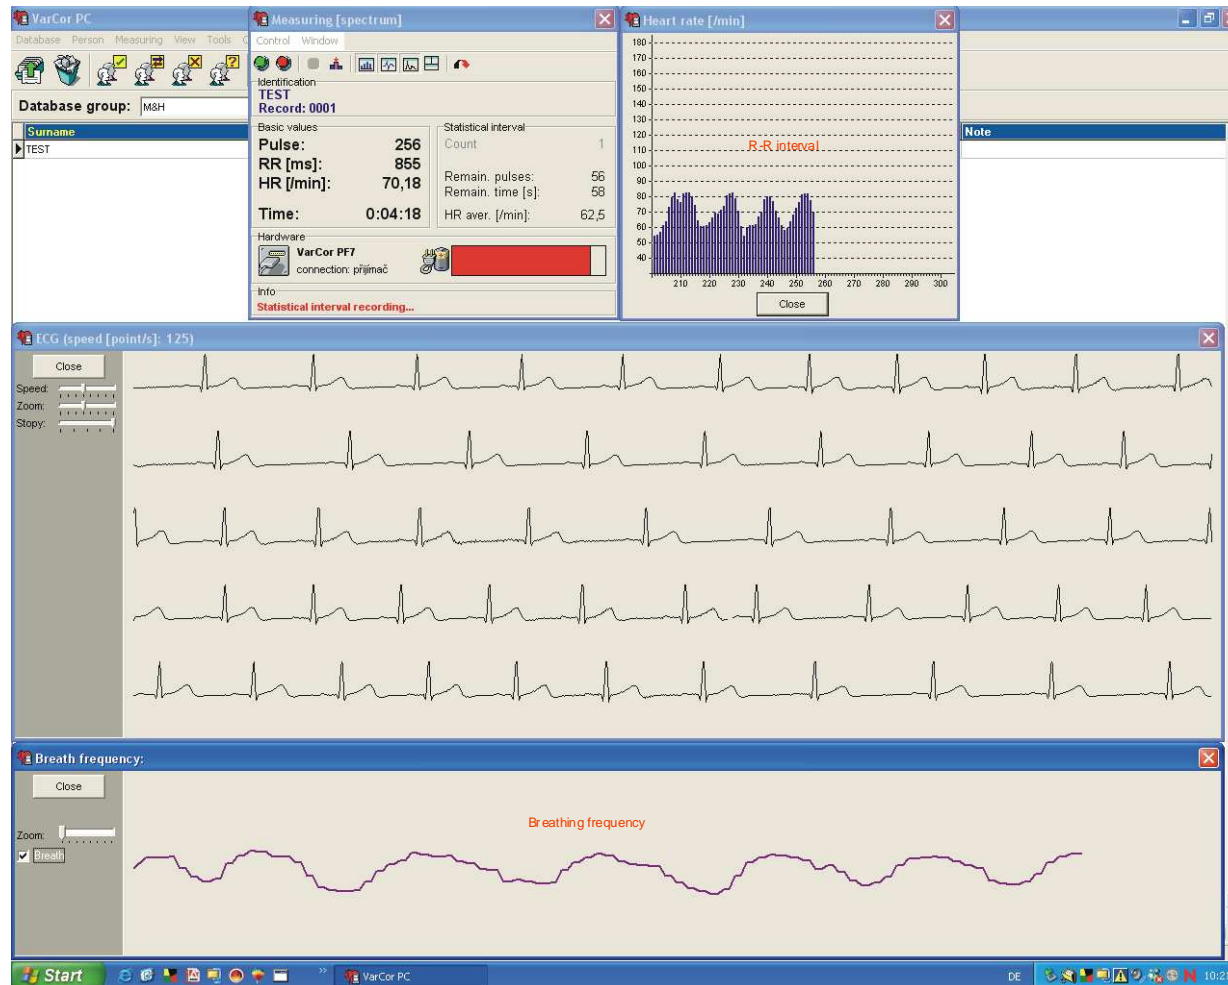 VarCor PC
Database Person Measuring View Tools
Database group: M&H
Surname
TEST
Measuring [spectrum]
Control Window
Identification
TEST
Record: 0001
Basic values
Pulse: 256
RR [ms]: 855
HR [/min]: 70,18
Time: 0:04:18
Statistical interval
Count 1
Remain. pulses: 56
Remain. time [s]: 58
HR aver. [/min]: 62,5
Hardware
VarCor PF7
connection: přijímač
Info
Statistical interval recording...
Heart rate [/min]
180
170
160
150
140
130
120
110
100
90
80
70
60
50
40
R-R interval
210 220 230 240 250 260 270 280 290 300
Close
Note
ECG (speed [point/s]: 125)
Close
Speed:
Zoom:
Stopy:
Breath frequency:
Close
Zoom:
Breath
Breathing frequency
Start
VarCor PC
DE
10:21